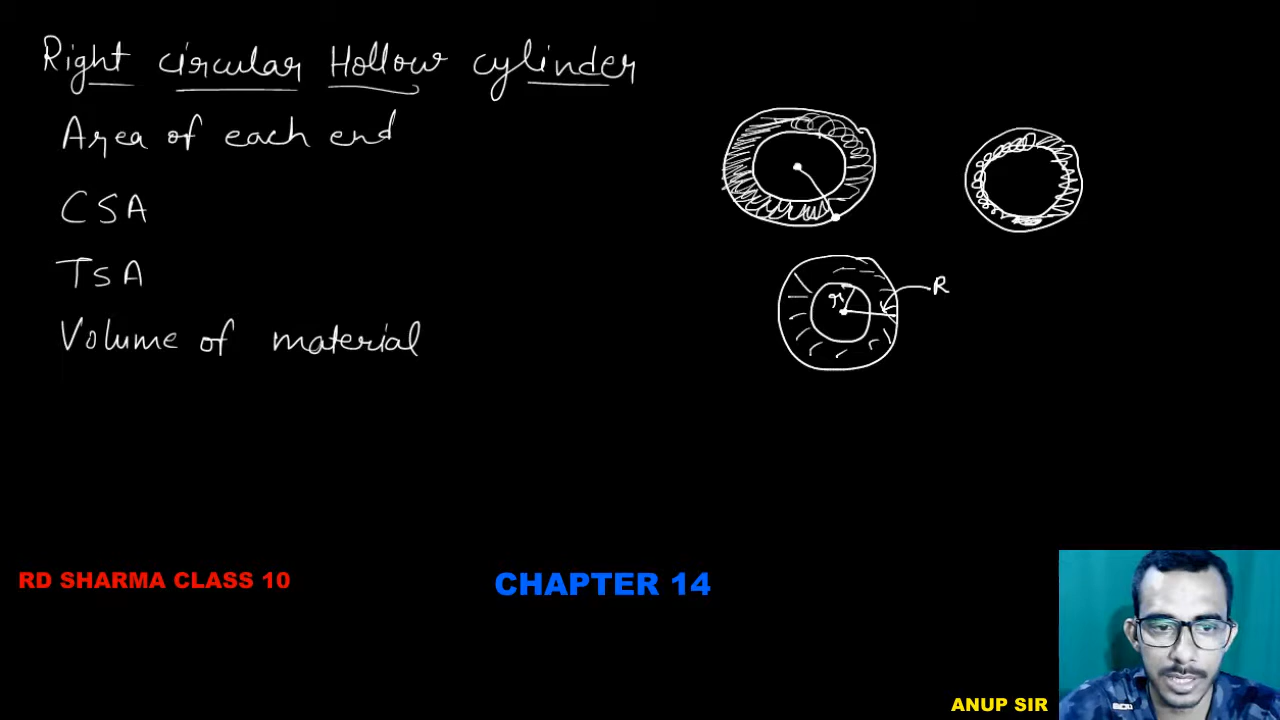 Right circular Hollow cylinder
Area of each end
CSA
TSA
Volume of material
r
R
RD SHARMA CLASS 10
CHAPTER 14
ANUP SIR